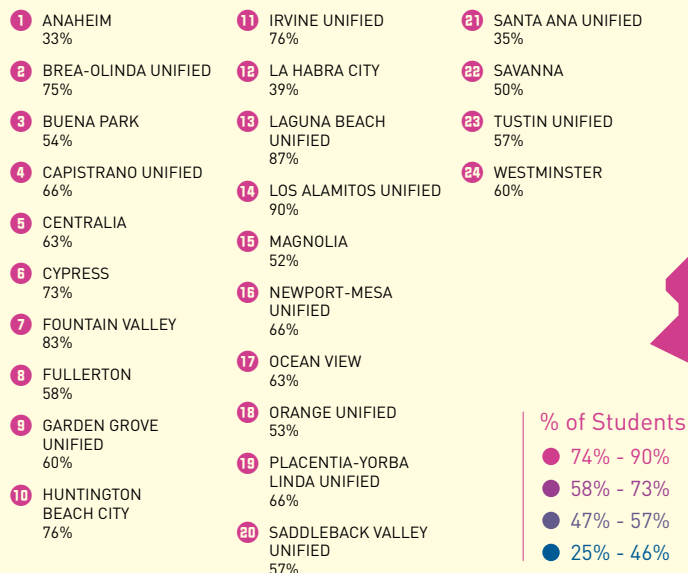 1 ANAHEIM
33%
2 BREA-OLINDA UNIFIED
75%
3 BUENA PARK
54%
4 CAPISTRANO UNIFIED
66%
5 CENTRALIA
63%
6 CYPRESS
73%
7 FOUNTAIN VALLEY
83%
8 FULLERTON
58%
9 GARDEN GROVE
UNIFIED
60%
10 HUNTINGTON
BEACH CITY
76%
11 IRVINE UNIFIED
76%
12 LA HABRA CITY
39%
13 LAGUNA BEACH
UNIFIED
87%
14 LOS ALAMITOS UNIFIED
90%
15 MAGNOLIA
52%
16 NEWPORT-MESA
UNIFIED
66%
17 OCEAN VIEW
63%
18 ORANGE UNIFIED
53%
19 PLACENTIA-YORBA
LINDA UNIFIED
66%
20 SADDLEBACK VALLEY
UNIFIED
57%
21 SANTA ANA UNIFIED
35%
22 SAVANNA
50%
23 TUSTIN UNIFIED
57%
24 WESTMINSTER
60%
% of Students
74% - 90%
58% - 73%
47% - 57%
25% - 46%